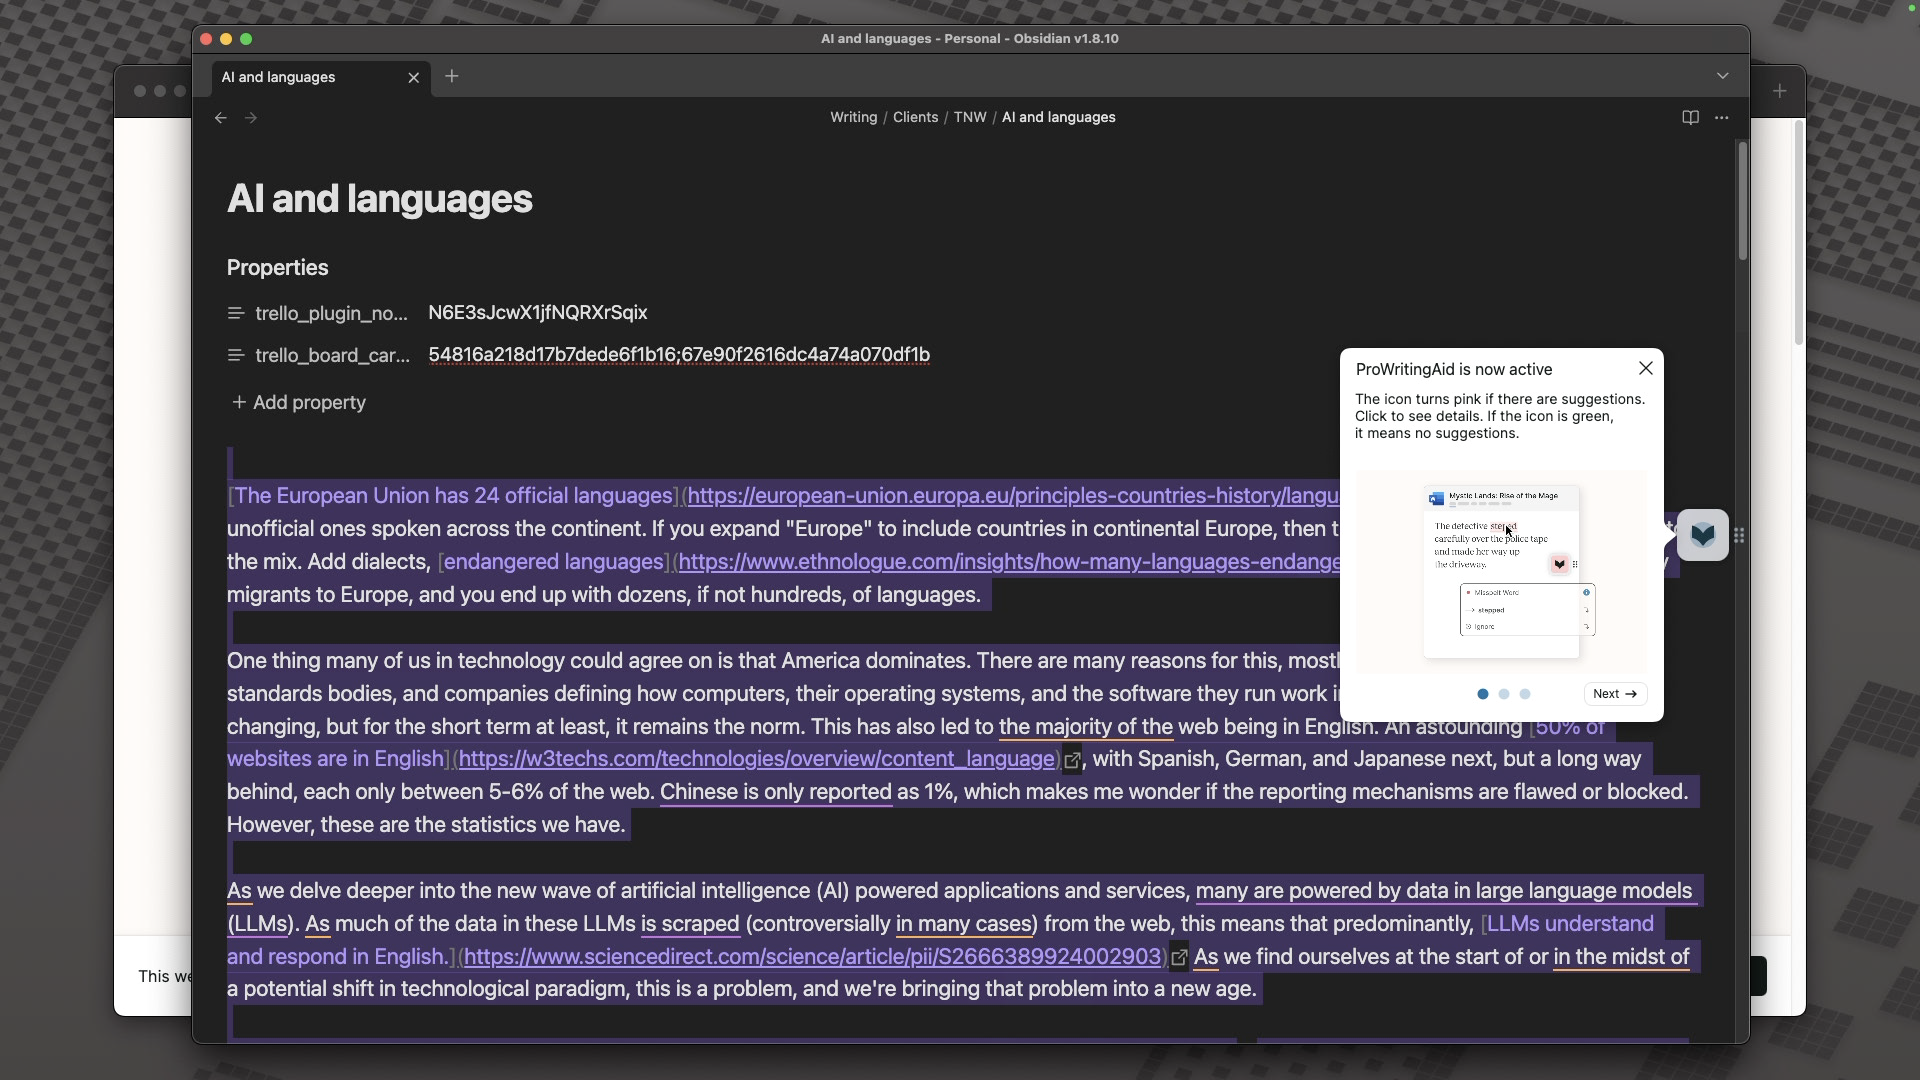 AI and languages - Personal - Obsidian v1.8.10
AI and languages
Writing / Clients / TNW / AI and languages
AI and languages
Properties
trello_plugin_no... N6E3sJcwX1jfNQRXrSqix
trello_board_car... 54816a218d17b7dede6f1b16;67e90f2616dc4a74a070df1b
+ Add property
[The European Union has 24 official languages](https://european-union.europa.eu/principles-countries-history/langu
unofficial ones spoken across the continent. If you expand "Europe" to include countries in continental Europe, then t
the mix. Add dialects, [endangered languages](https://www.ethnologue.com/insights/how-many-languages-endange
migrants to Europe, and you end up with dozens, if not hundreds, of languages.
One thing many of us in technology could agree on is that America dominates. There are many reasons for this, mostl
standards bodies, and companies defining how computers, their operating systems, and the software they run work i
changing, but for the short term at least, it remains the norm. This has also led to the majority of the web being in English. An astounding [50% of
websites are in English](https://w3techs.com/technologies/overview/content_language), with Spanish, German, and Japanese next, but a long way
behind, each only between 5-6% of the web. Chinese is only reported as 1%, which makes me wonder if the reporting mechanisms are flawed or blocked.
However, these are the statistics we have.
As we delve deeper into the new wave of artificial intelligence (AI) powered applications and services, many are powered by data in large language models
(LLMs). As much of the data in these LLMs is scraped (controversially in many cases) from the web, this means that predominantly, [LLMs understand
and respond in English.](https://www.sciencedirect.com/science/article/pii/S2666389924002903) As we find ourselves at the start of or in the midst of
a potential shift in technological paradigm, this is a problem, and we're bringing that problem into a new age.
ProWritingAid is now active
The icon turns pink if there are suggestions.
Click to see details. If the icon is green,
it means no suggestions.
Mystic Lands: Rise of the Mage
The detective steped
carefully over the police tape
and made her way up
the driveway.
Misspelt Word
→ stepped
Ignore
Next →
This we